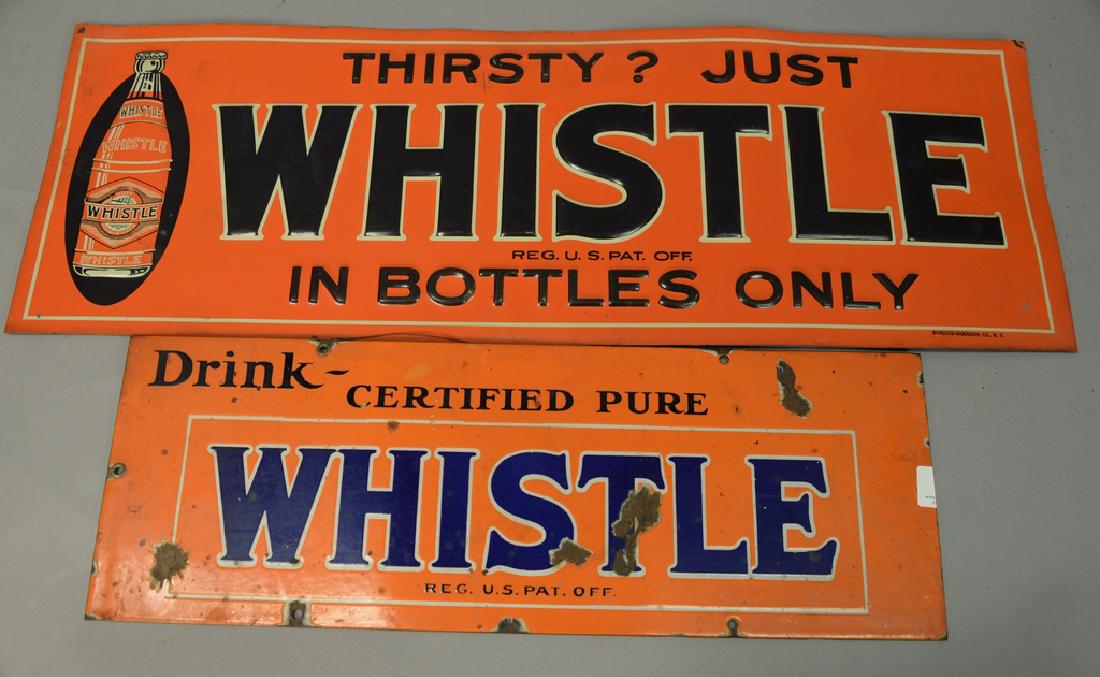 THIRSTY? JUST
WHISTLE
REG. U. S. PAT. OFF.
IN BOTTLES ONLY
WHISTLE
WHISTLE
WHISTLE
WHISTLE
Drink-
CERTIFIED PURE
WHISTLE
REG. U.S. PAT. OFF.